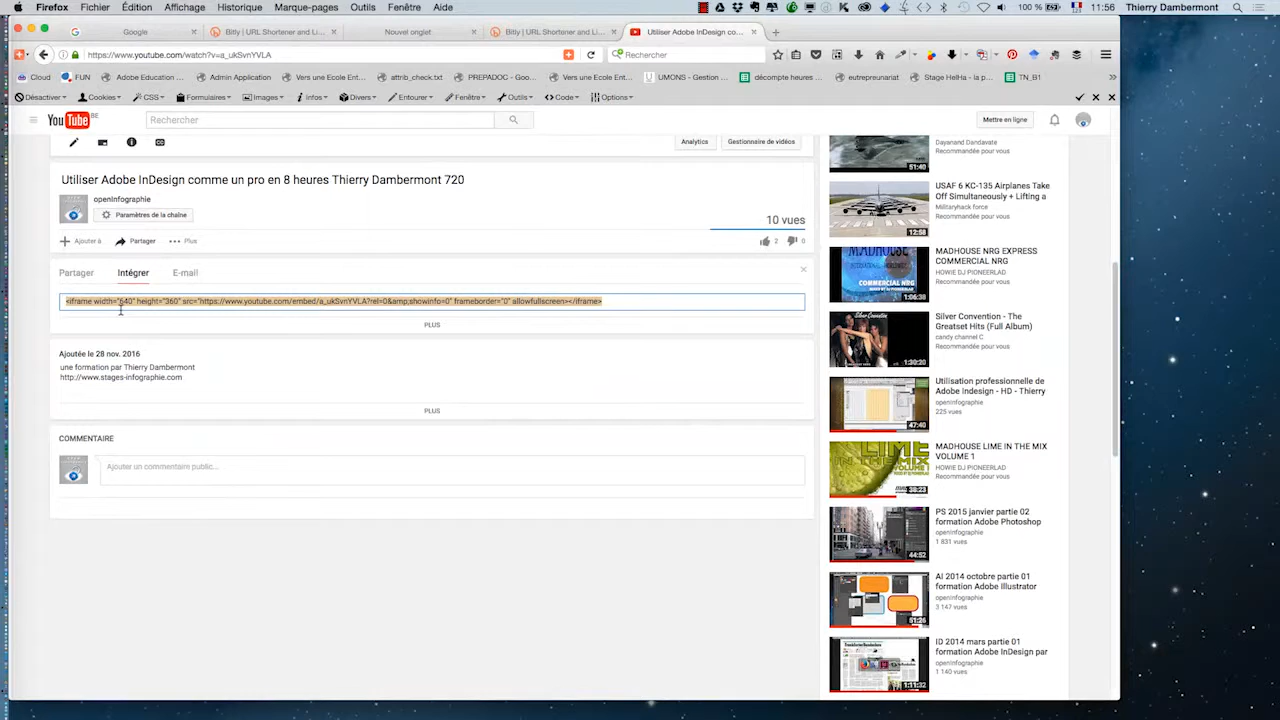 Firefox Fichier Édition Affichage Historique Marque-pages Outils Fenêtre Aide 100 % 11:56 Thierry Dambermont
Google Bitly | URL Shortener and Li... Nouvel onglet Bitly | URL Shortener and Li... Utiliser Adobe InDesign co...
https://www.youtube.com/watch?v=a_ukSvnYVLA Rechercher
Cloud FUN Adobe Education ... Admin Application Vers une Ecole Ent... attrib_check.txt PREPADOC - Goo... Vers une Ecole Ent... UMONS - Gestion ... décompte heures ... eutrepreunariat Stage HelHa - la p... TN_B1
Désactiver Cookies CSS Formulaires Images Infos Divers Entourer Fenêtre Outils Code Options
YouTube BE Rechercher Mettre en ligne
Analytics Gestionnaire de vidéos
Utiliser Adobe InDesign comme un pro en 8 heures Thierry Dambermont 720
openInfographie
Paramètres de la chaîne
10 vues
Ajouter à Partager Plus 2 0
Partager Intégrer E-mail
<iframe width="640" height="360" src="https://www.youtube.com/embed/a_ukSvnYVLA?rel=0&amp;showinfo=0" frameborder="0" allowfullscreen></iframe>
PLUS
Ajoutée le 28 nov. 2016
une formation par Thierry Dambermont
http://www.stages-infographie.com
PLUS
COMMENTAIRE
Ajouter un commentaire public...
Dayanand Dandavate
Recommandée pour vous
51:40
USAF 6 KC-135 Airplanes Take
Off Simultaneously + Lifting a
Militaryhack force
Recommandée pour vous
12:58
MADHOUSE NRG EXPRESS
COMMERCIAL NRG
HOWIE DJ PIONEERLAD
Recommandée pour vous
1:06:38
Silver Convention - The
Greatset Hits (Full Album)
candy channel C
Recommandée pour vous
1:30:20
Utilisation professionnelle de
Adobe Indesign - HD - Thierry
openInfographie
225 vues
47:40
MADHOUSE LIME IN THE MIX
VOLUME 1
HOWIE DJ PIONEERLAD
Recommandée pour vous
38:23
PS 2015 janvier partie 02
formation Adobe Photoshop
1 831 vues
44:52
AI 2014 octobre partie 01
formation Adobe Illustrator
openInfographie
3 147 vues
51:26
ID 2014 mars partie 01
formation Adobe InDesign par
1 140 vues
1:11:32